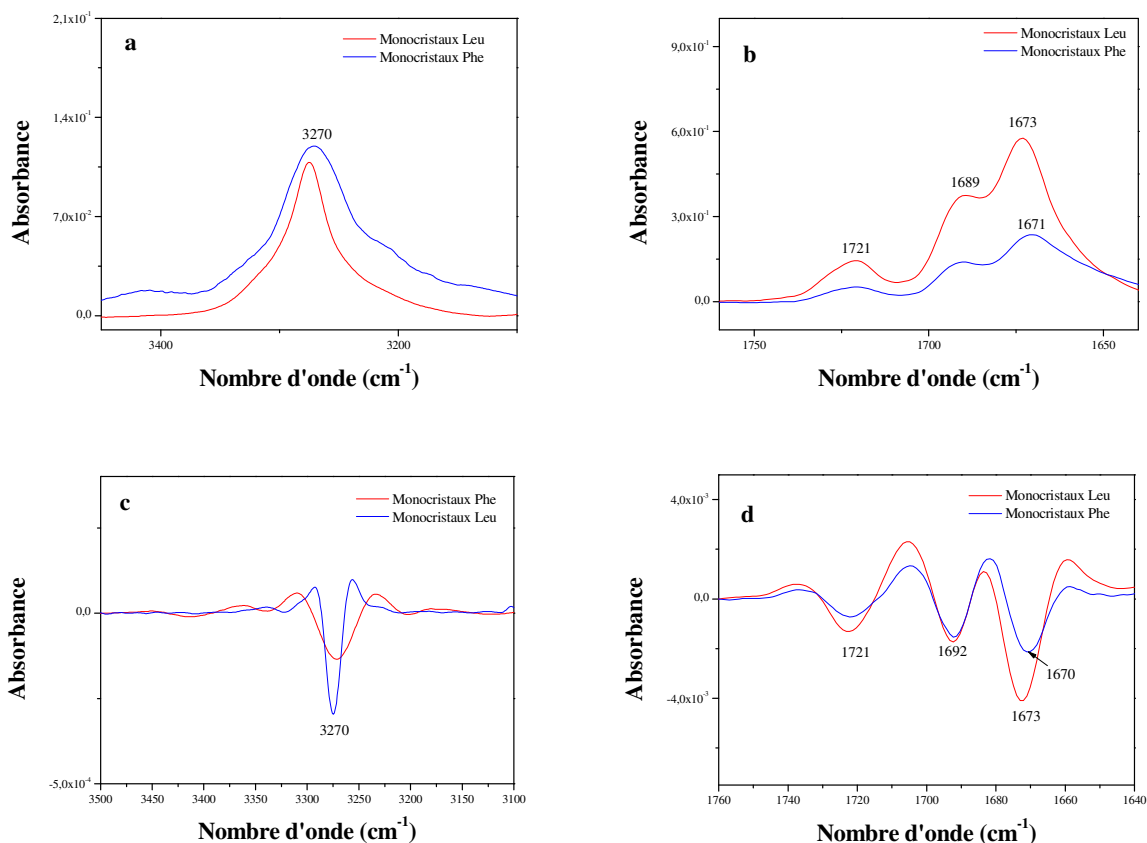 a
Monocristaux Leu
Monocristaux Phe
2,1x10⁻¹
1,4x10⁻¹
7,0x10⁻²
0,0
3270
3400
3200
Absorbance
Nombre d'onde (cm⁻¹)
b
Monocristaux Leu
Monocristaux Phe
9,0x10⁻¹
6,0x10⁻¹
3,0x10⁻¹
0,0
1673
1689
1671
1721
1750
1700
1650
Absorbance
Nombre d'onde (cm⁻¹)
c
Monocristaux Phe
Monocristaux Leu
0,0
-5,0x10⁻⁴
3270
3500 3450 3400 3350 3300 3250 3200 3150 3100
Absorbance
Nombre d'onde (cm⁻¹)
d
Monocristaux Leu
Monocristaux Phe
4,0x10⁻³
0,0
-4,0x10⁻³
1721
1692
1670
1673
1760 1740 1720 1700 1680 1660 1640
Absorbance
Nombre d'onde (cm⁻¹)